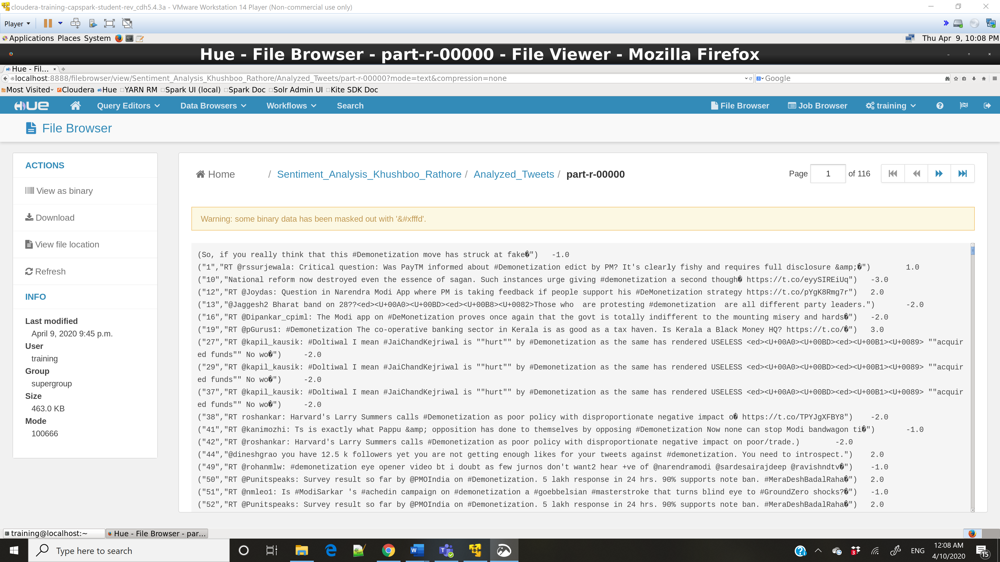 cloudera-training-capspark-student-rev_cdh5.4.3a - VMware Workstation 14 Player (Non-commercial use only)
Player
Applications Places System Thu Apr 9, 10:08 PM
Hue - File Browser - part-r-00000 - File Viewer - Mozilla Firefox
Hue - Fil...
localhost:8888/filebrowser/view/Sentiment_Analysis_Khushboo_Rathore/Analyzed_Tweets/part-r-00000?mode=text&compression=none Google
Most Visited Cloudera Hue YARN RM Spark UI (local) Spark Doc Solr Admin UI Kite SDK Doc
HUE Query Editors Data Browsers Workflows Search File Browser Job Browser training
File Browser
ACTIONS
View as binary
Download
View file location
Refresh
INFO
Last modified
April 9, 2020 9:45 p.m.
User
training
Group
supergroup
Size
463.0 KB
Mode
100666
Home / Sentiment_Analysis_Khushboo_Rathore / Analyzed_Tweets / part-r-00000 Page 1 of 116
Warning: some binary data has been masked out with '&#xfffd'.
(So, if you really think that this #Demonetization move has struck at fake�") -1.0
("1","RT @rssurjewala: Critical question: Was PayTM informed about #Demonetization edict by PM? It's clearly fishy and requires full disclosure &amp;�") 1.0
("10","National reform now destroyed even the essence of sagan. Such instances urge giving #demonetization a second though� https://t.co/eyySIREiUq") -3.0
("12","RT @Joydas: Question in Narendra Modi App where PM is taking feedback if people support his #DeMonetization strategy https://t.co/pYgK8Rmg7r") 2.0
("13","@Jaggesh2 Bharat band on 28??<ed><U+00A0><U+00BD><ed><U+00B8><U+0082>Those who  are protesting #demonetization  are all different party leaders.") -2.0
("16","RT @Dipankar_cpiml: The Modi app on #DeMonetization proves once again that the govt is totally indifferent to the mounting misery and hards�") -2.0
("19","RT @pGurus1: #Demonetization The co-operative banking sector in Kerala is as good as a tax haven. Is Kerala a Black Money HQ? https://t.co/�") 3.0
("27","RT @kapil_kausik: #Doltiwal I mean #JaiChandKejriwal is ""hurt"" by #Demonetization as the same has rendered USELESS <ed><U+00A0><U+00BD><ed><U+00B1><U+0089> ""acquir
ed funds"" No wo�") -2.0
("29","RT @kapil_kausik: #Doltiwal I mean #JaiChandKejriwal is ""hurt"" by #Demonetization as the same has rendered USELESS <ed><U+00A0><U+00BD><ed><U+00B1><U+0089> ""acquir
ed funds"" No wo�") -2.0
("37","RT @kapil_kausik: #Doltiwal I mean #JaiChandKejriwal is ""hurt"" by #Demonetization as the same has rendered USELESS <ed><U+00A0><U+00BD><ed><U+00B1><U+0089> ""acquir
ed funds"" No wo�") -2.0
("38","RT roshankar: Harvard's Larry Summers calls #Demonetization as poor policy with disproportionate negative impact o� https://t.co/TPYJgXFBY8") -2.0
("41","RT @kanimozhi: Ts is exactly what Pappu &amp; opposition has done to themselves by opposing #Demonetization Now none can stop Modi bandwagon ti�") -1.0
("42","RT @roshankar: Harvard's Larry Summers calls #Demonetization as poor policy with disproportionate negative impact on poor/trade.) -2.0
("44","@dineshgrao you have 12.5 k followers yet you are not getting enough likes for your tweets against #demonetization. You need to introspect.") 2.0
("49","RT @rohanmlw: #demonetization eye opener video bt i doubt as few jurnos don't want2 hear +ve of @narendramodi @sardesairajdeep @ravishndtv�") -1.0
("50","RT @Punitspeaks: Survey result so far by @PMOIndia on #Demonetization. 5 lakh response in 24 hrs. 90% supports note ban. #MeraDeshBadalRaha�") 2.0
("51","RT @nmleo1: Is #ModiSarkar 's #achedin campaign on #demonetization a #goebbelsian #masterstroke that turns blind eye to #GroundZero shocks?�") -1.0
("52","RT @Punitspeaks: Survey result so far by @PMOIndia on #Demonetization. 5 lakh response in 24 hrs. 90% supports note ban. #MeraDeshBadalRaha�") 2.0
training@localhost:~ Hue - File Browser - par...
Type here to search ENG 12:08 AM
4/10/2020 15